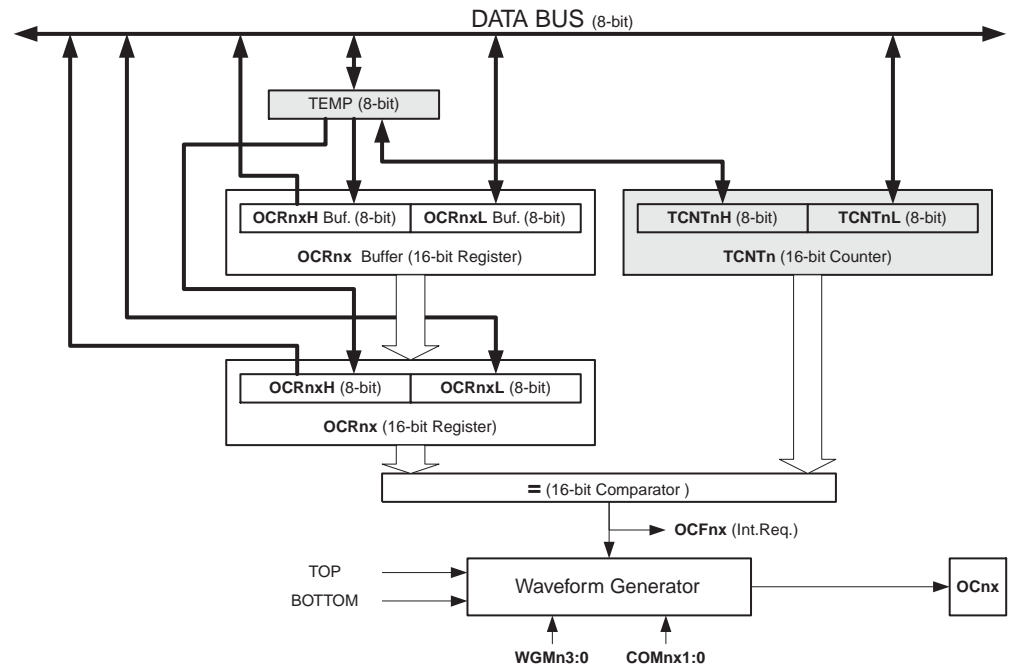 DATA BUS (8-bit)
TEMP (8-bit)
OCRnxH Buf. (8-bit) OCRnxL Buf. (8-bit)
OCRnx Buffer (16-bit Register)
TCNTnH (8-bit) TCNTnL (8-bit)
TCNTn (16-bit Counter)
OCRnxH (8-bit) OCRnxL (8-bit)
OCRnx (16-bit Register)
= (16-bit Comparator )
OCFnx (Int.Req.)
TOP
BOTTOM
Waveform Generator
OCnx
WGMn3:0 COMnx1:0